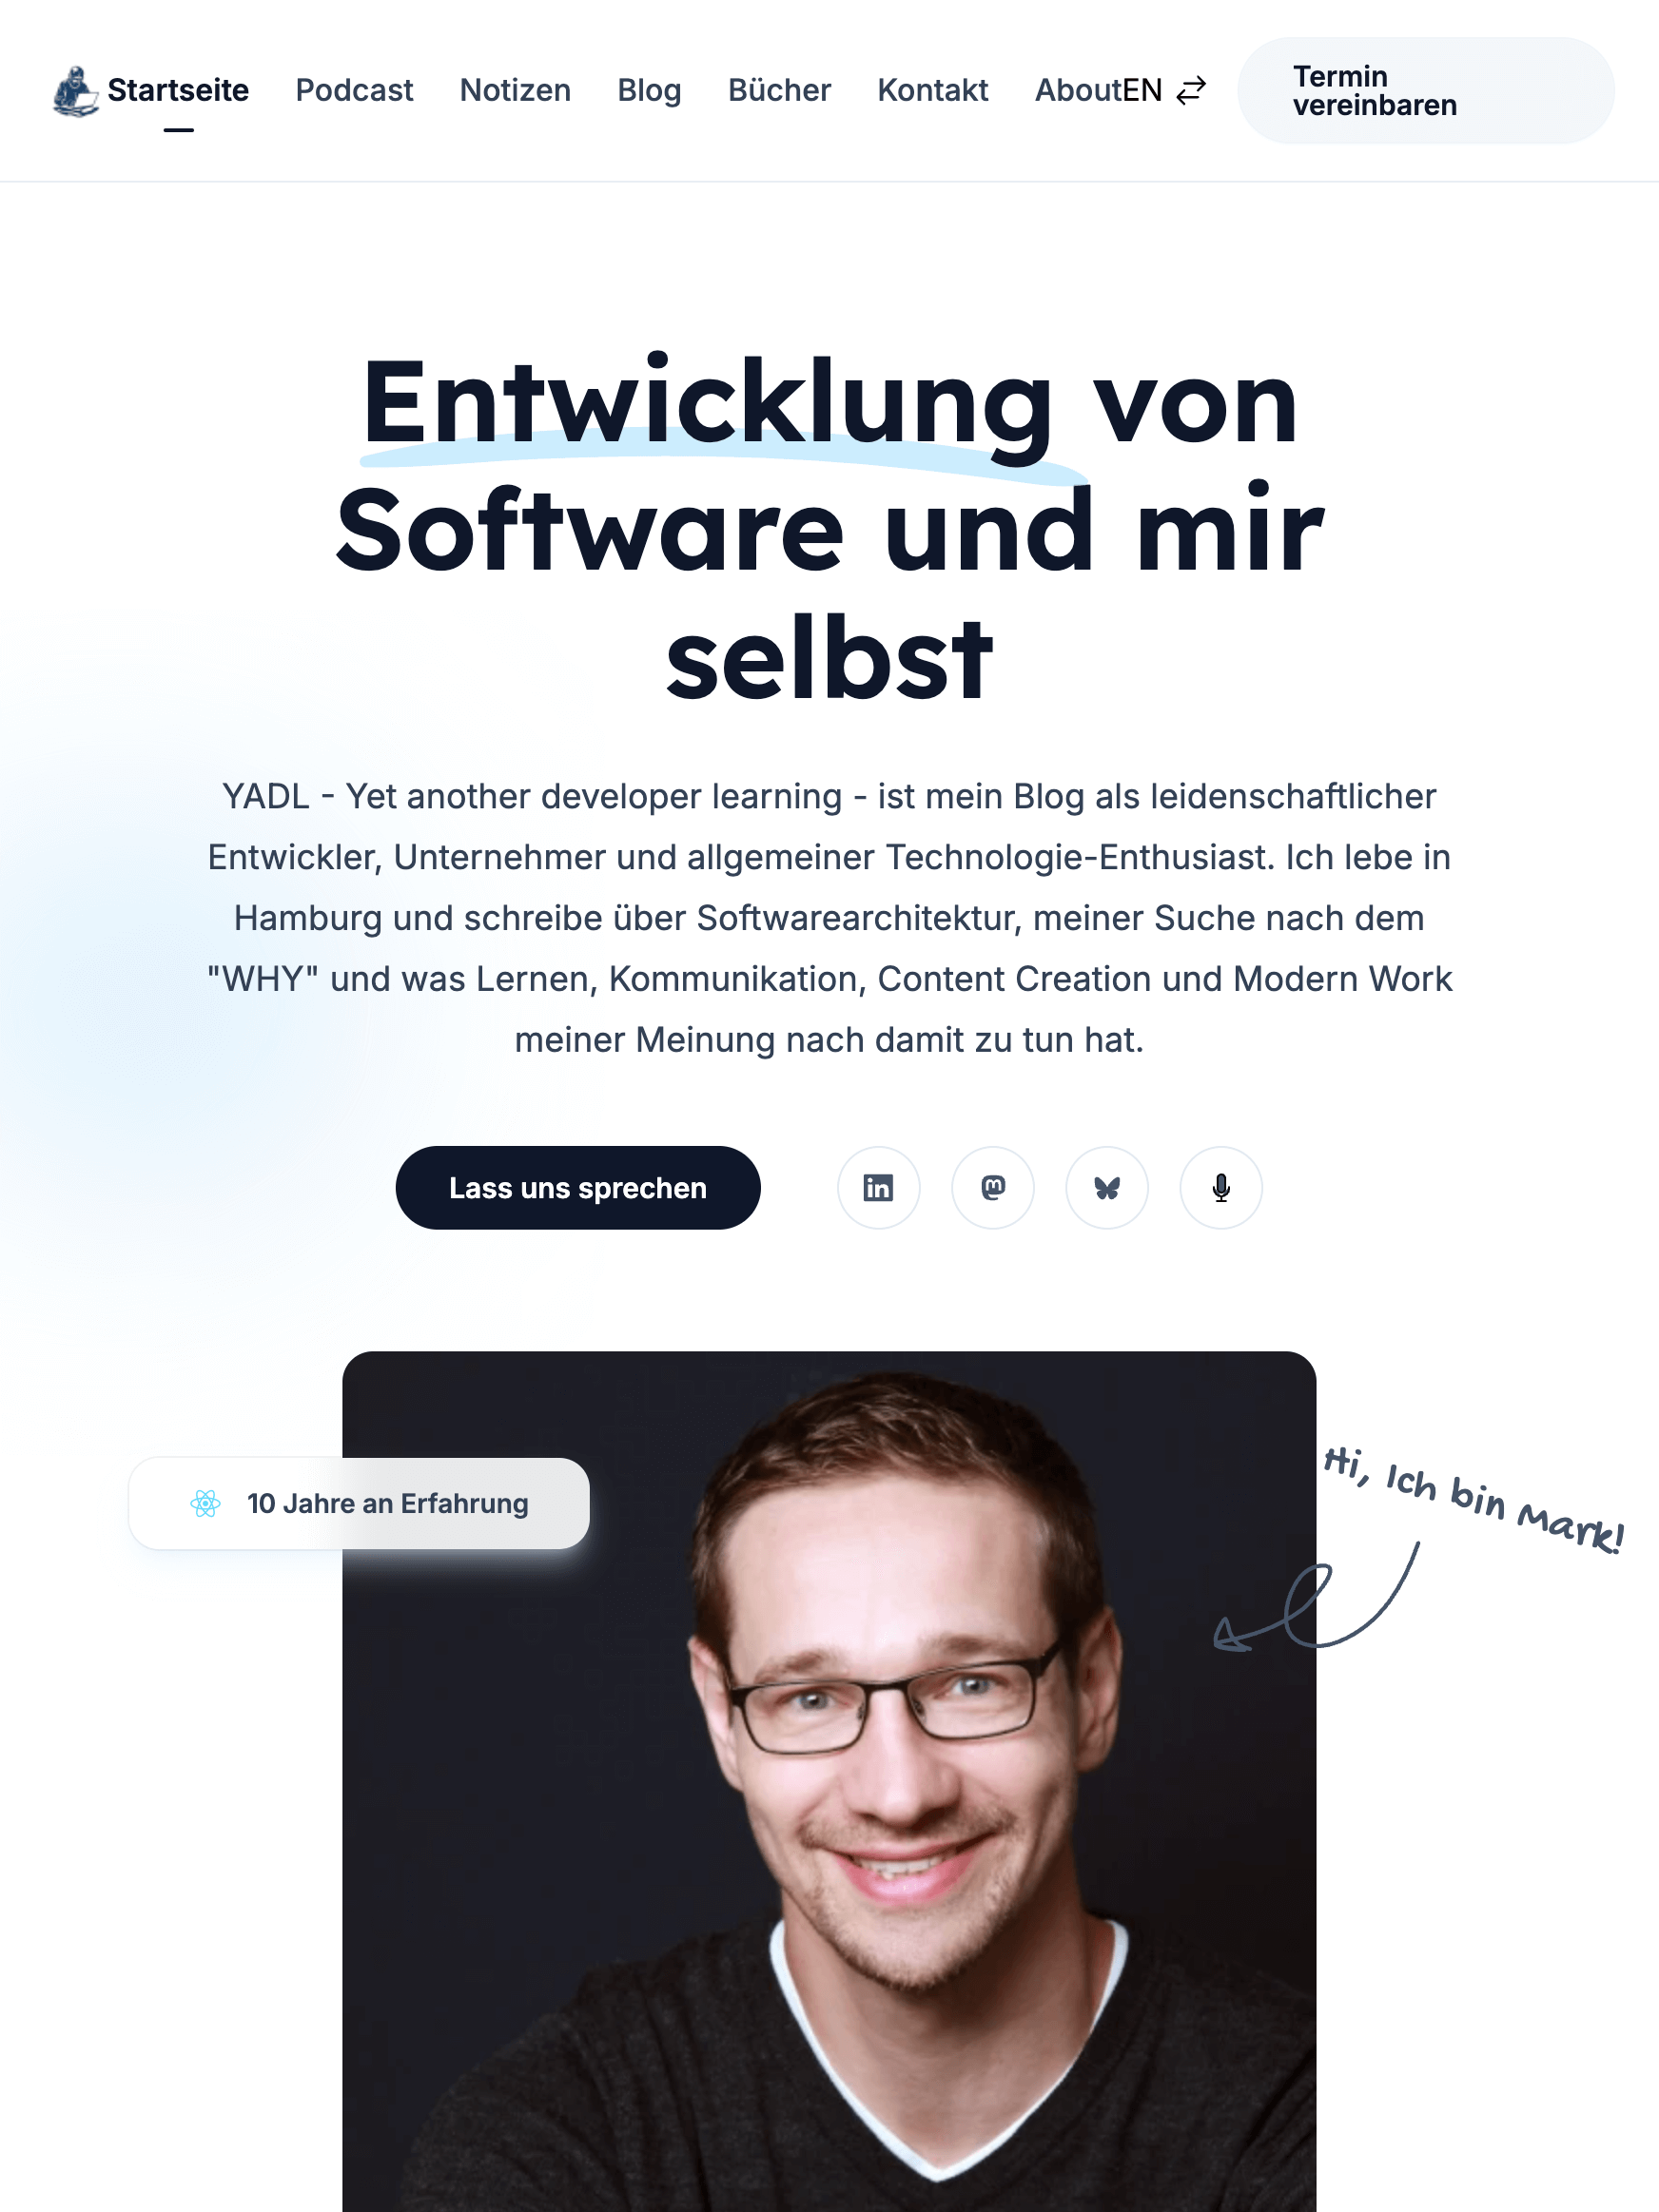 Startseite Podcast Notizen Blog Bücher Kontakt About EN Termin
vereinbaren
Entwicklung von
Software und mir
selbst
YADL - Yet another developer learning - ist mein Blog als leidenschaftlicher
Entwickler, Unternehmer und allgemeiner Technologie-Enthusiast. Ich lebe in
Hamburg und schreibe über Softwarearchitektur, meiner Suche nach dem
"WHY" und was Lernen, Kommunikation, Content Creation und Modern Work
meiner Meinung nach damit zu tun hat.
Lass uns sprechen
Hi, Ich bin Mark!
10 Jahre an Erfahrung